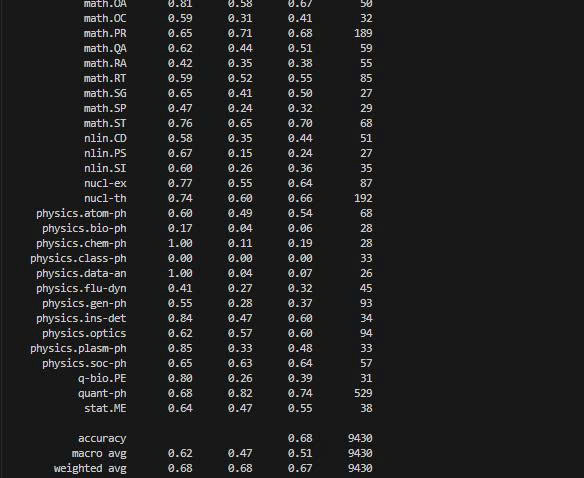 math.OA 0.81 0.58 0.67 50
math.OC 0.59 0.31 0.41 32
math.PR 0.65 0.71 0.68 189
math.QA 0.62 0.44 0.51 59
math.RA 0.42 0.35 0.38 55
math.RT 0.59 0.52 0.55 85
math.SG 0.65 0.41 0.50 27
math.SP 0.47 0.24 0.32 29
math.ST 0.76 0.65 0.70 68
nlin.CD 0.58 0.35 0.44 51
nlin.PS 0.67 0.15 0.24 27
nlin.SI 0.60 0.26 0.36 35
nucl-ex 0.77 0.55 0.64 87
nucl-th 0.74 0.60 0.66 192
physics.atom-ph 0.60 0.49 0.54 68
physics.bio-ph 0.17 0.04 0.06 28
physics.chem-ph 1.00 0.11 0.19 28
physics.class-ph 0.00 0.00 0.00 33
physics.data-an 1.00 0.04 0.07 26
physics.flu-dyn 0.41 0.27 0.32 45
physics.gen-ph 0.55 0.28 0.37 93
physics.ins-det 0.84 0.47 0.60 34
physics.optics 0.62 0.57 0.60 94
physics.plasm-ph 0.85 0.33 0.48 33
physics.soc-ph 0.65 0.63 0.64 57
q-bio.PE 0.80 0.26 0.39 31
quant-ph 0.68 0.82 0.74 529
stat.ME 0.64 0.47 0.55 38
accuracy 0.68 9430
macro avg 0.62 0.47 0.51 9430
weighted avg 0.68 0.68 0.67 9430